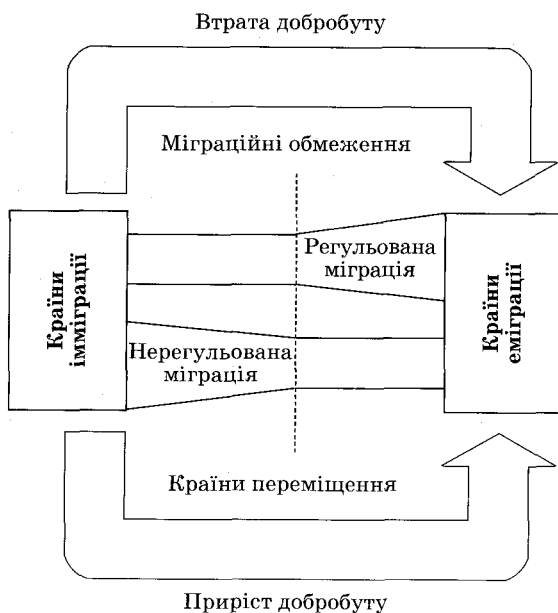 Втрата добробуту
Міграційні обмеження
Країни
імміграції
Регульована
міграція
Країни
еміграції
Нерегульована
міграція
Країни переміщення
Приріст добробуту